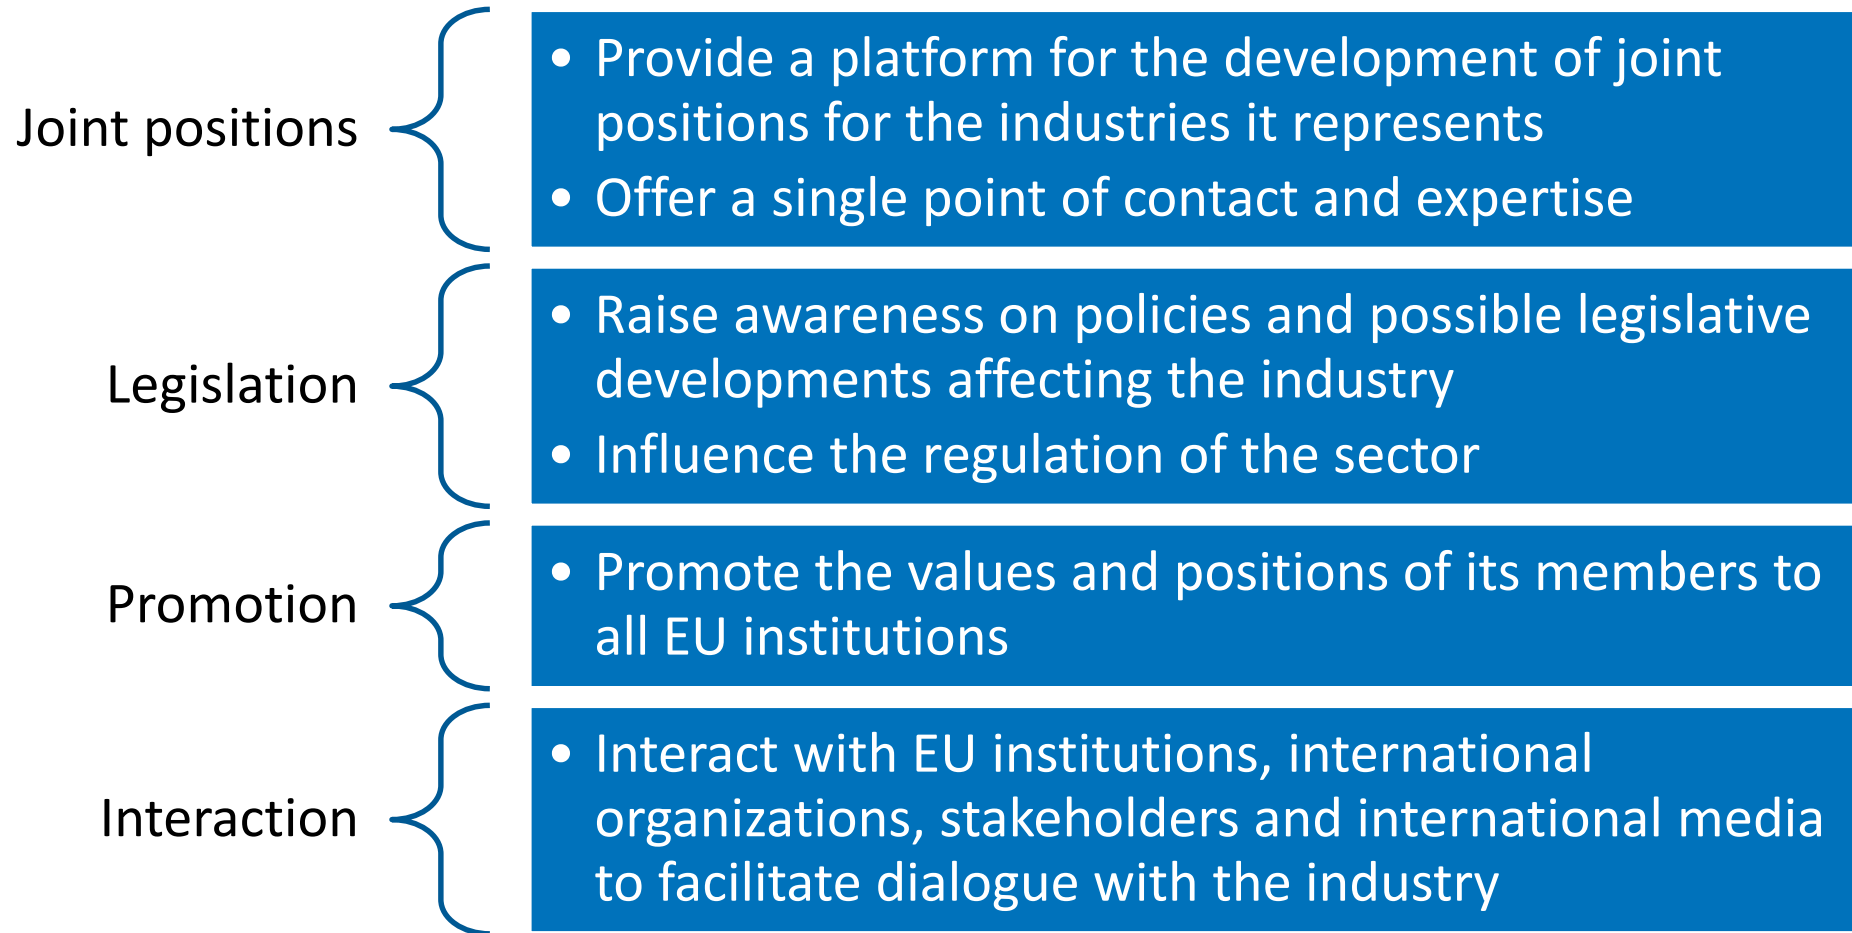 Joint positions
• Provide a platform for the development of joint
positions for the industries it represents
• Offer a single point of contact and expertise
Legislation
• Raise awareness on policies and possible legislative
developments affecting the industry
• Influence the regulation of the sector
Promotion
• Promote the values and positions of its members to
all EU institutions
Interaction
• Interact with EU institutions, international
organizations, stakeholders and international media
to facilitate dialogue with the industry